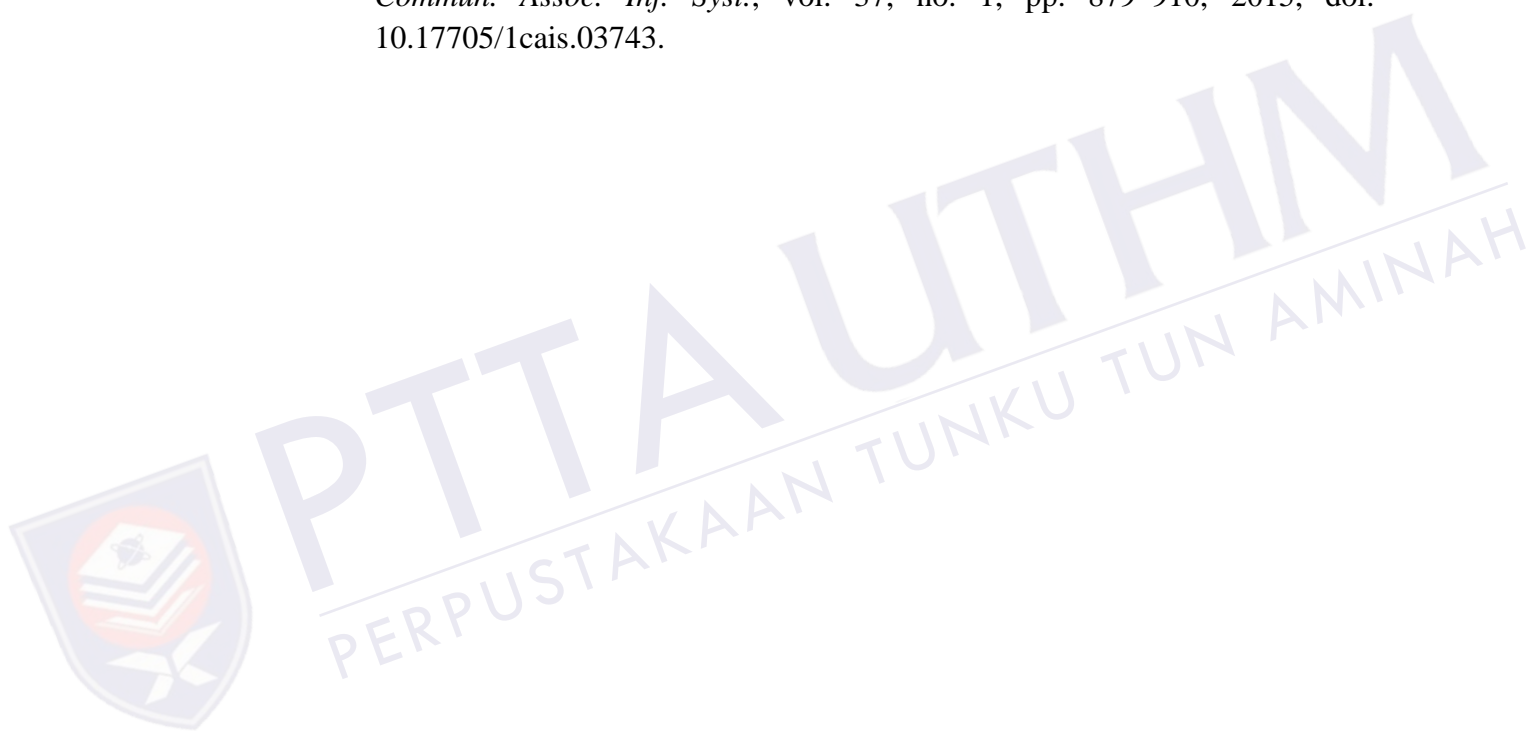 Commun. Assoc. Inf. Syst., vol. 37, no. 1, pp. 879–910, 2015, doi:
10.17705/1cais.03743.
PTTA UTHM
PERPUSTAKAAN TUNKU TUN AMINAH